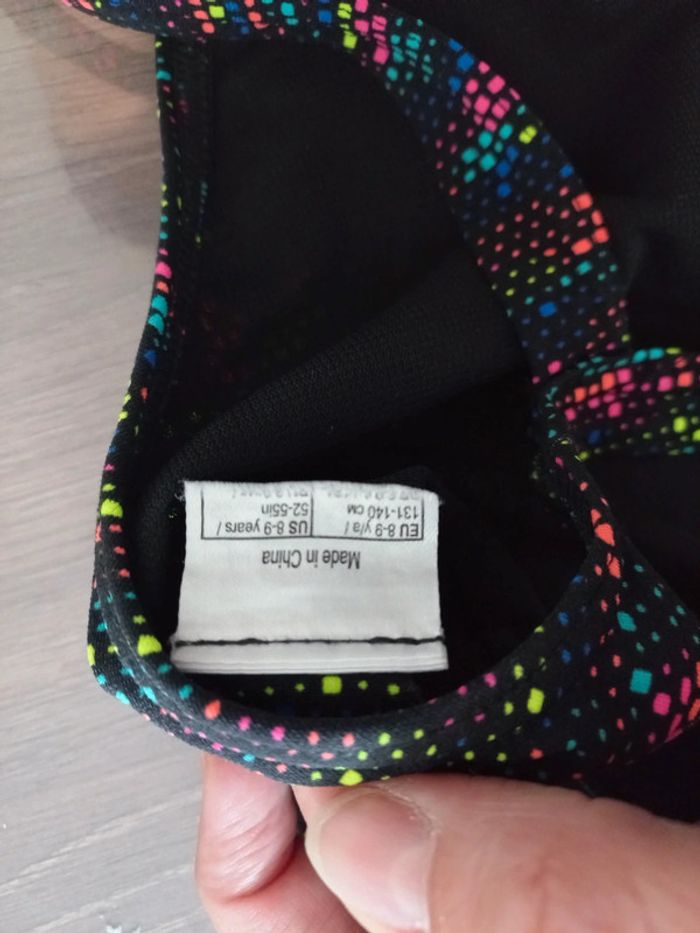 Made in China
EU 8-9 y/a / US 8-9 years /
131-140 CM 52-55in